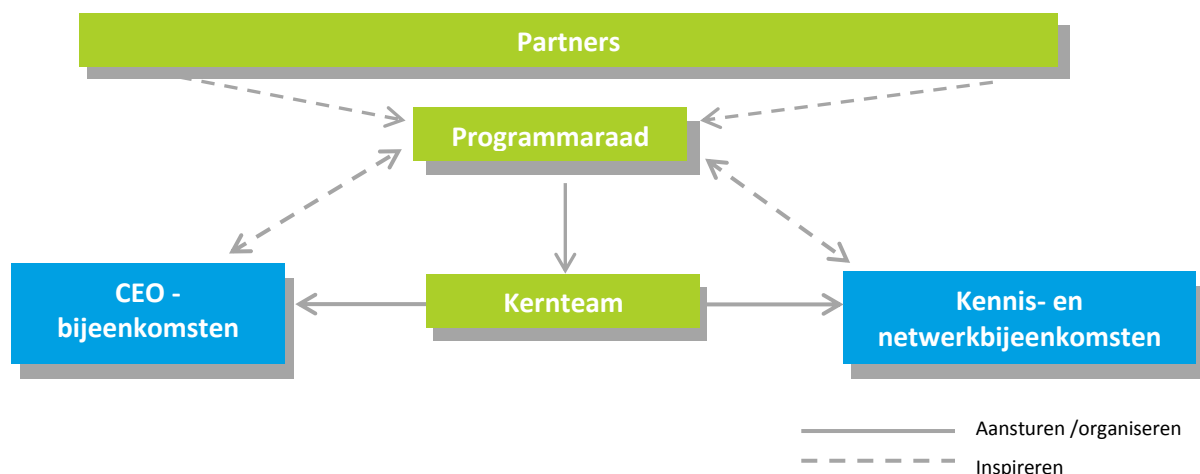 Partners
Programmaraad
CEO -
bijeenkomsten
Kernteam
Kennis- en
netwerkbijeenkomsten
Aansturen /organiseren
Inspireren